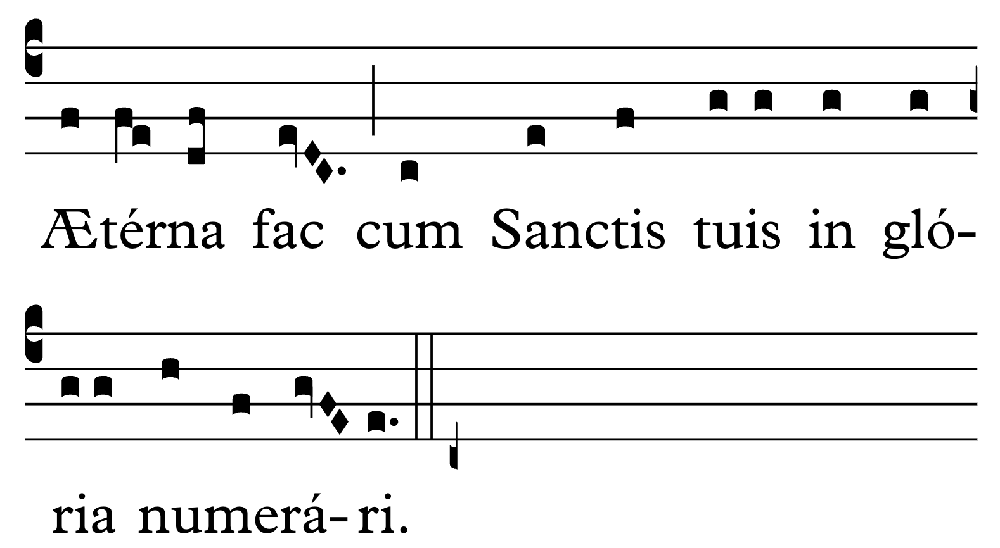 Ætérna fac cum Sanctis tuis in gló-
ria numerá-ri.